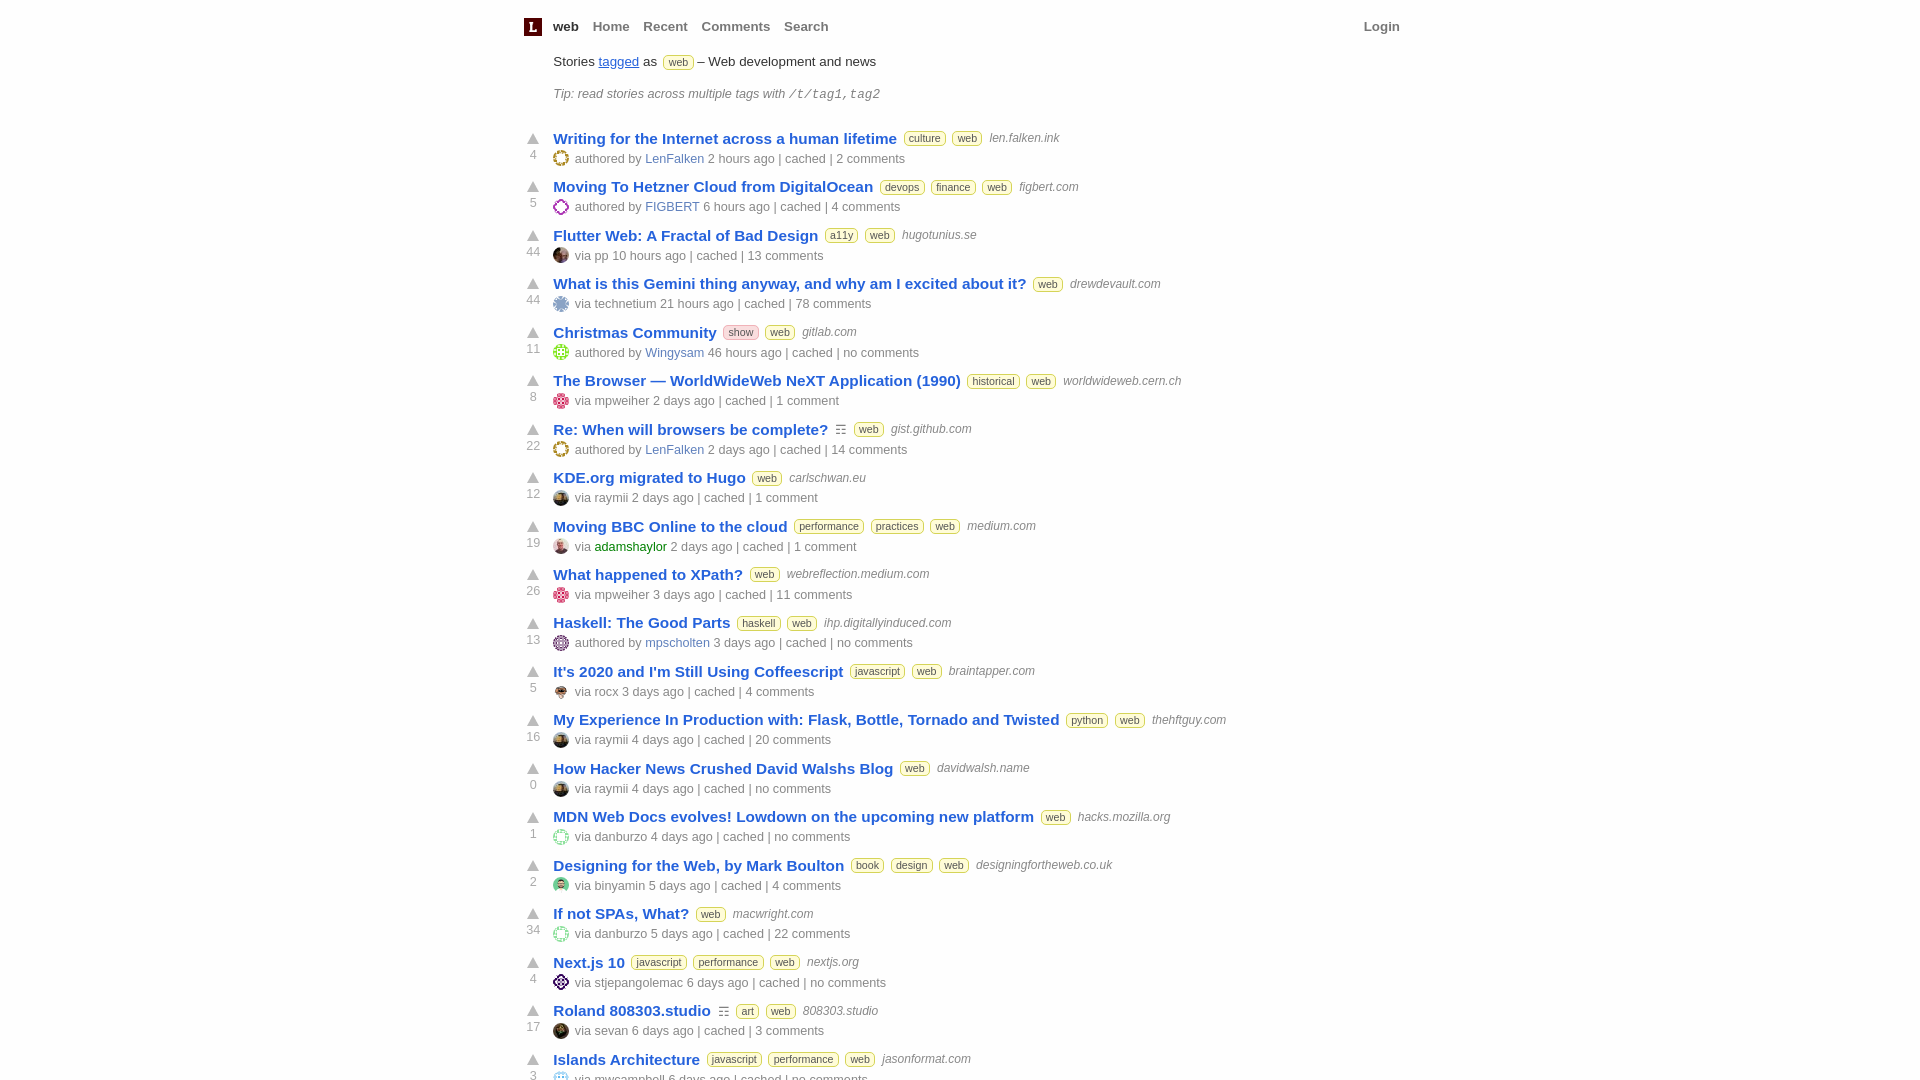 L web Home Recent Comments Search Login
Stories tagged as web – Web development and news
Tip: read stories across multiple tags with /t/tag1,tag2
Writing for the Internet across a human lifetime culture web len.falken.ink
4 authored by LenFalken 2 hours ago | cached | 2 comments
Moving To Hetzner Cloud from DigitalOcean devops finance web figbert.com
5 authored by FIGBERT 6 hours ago | cached | 4 comments
Flutter Web: A Fractal of Bad Design a11y web hugotunius.se
44 via pp 10 hours ago | cached | 13 comments
What is this Gemini thing anyway, and why am I excited about it? web drewdevault.com
44 via technetium 21 hours ago | cached | 78 comments
Christmas Community show web gitlab.com
11 authored by Wingysam 46 hours ago | cached | no comments
The Browser — WorldWideWeb NeXT Application (1990) historical web worldwideweb.cern.ch
8 via mpweiher 2 days ago | cached | 1 comment
Re: When will browsers be complete? ☶ web gist.github.com
22 authored by LenFalken 2 days ago | cached | 14 comments
KDE.org migrated to Hugo web carlschwan.eu
12 via raymii 2 days ago | cached | 1 comment
Moving BBC Online to the cloud performance practices web medium.com
19 via adamshaylor 2 days ago | cached | 1 comment
What happened to XPath? web webreflection.medium.com
26 via mpweiher 3 days ago | cached | 11 comments
Haskell: The Good Parts haskell web ihp.digitallyinduced.com
13 authored by mpscholten 3 days ago | cached | no comments
It's 2020 and I'm Still Using Coffeescript javascript web braintapper.com
5 via rocx 3 days ago | cached | 4 comments
My Experience In Production with: Flask, Bottle, Tornado and Twisted python web thehftguy.com
16 via raymii 4 days ago | cached | 20 comments
How Hacker News Crushed David Walshs Blog web davidwalsh.name
0 via raymii 4 days ago | cached | no comments
MDN Web Docs evolves! Lowdown on the upcoming new platform web hacks.mozilla.org
1 via danburzo 4 days ago | cached | no comments
Designing for the Web, by Mark Boulton book design web designingfortheweb.co.uk
2 via binyamin 5 days ago | cached | 4 comments
If not SPAs, What? web macwright.com
34 via danburzo 5 days ago | cached | 22 comments
Next.js 10 javascript performance web nextjs.org
4 via stjepangolemac 6 days ago | cached | no comments
Roland 808303.studio ☶ art web 808303.studio
17 via sevan 6 days ago | cached | 3 comments
Islands Architecture javascript performance web jasonformat.com
3 via mwcampbell 6 days ago | cached | no comments